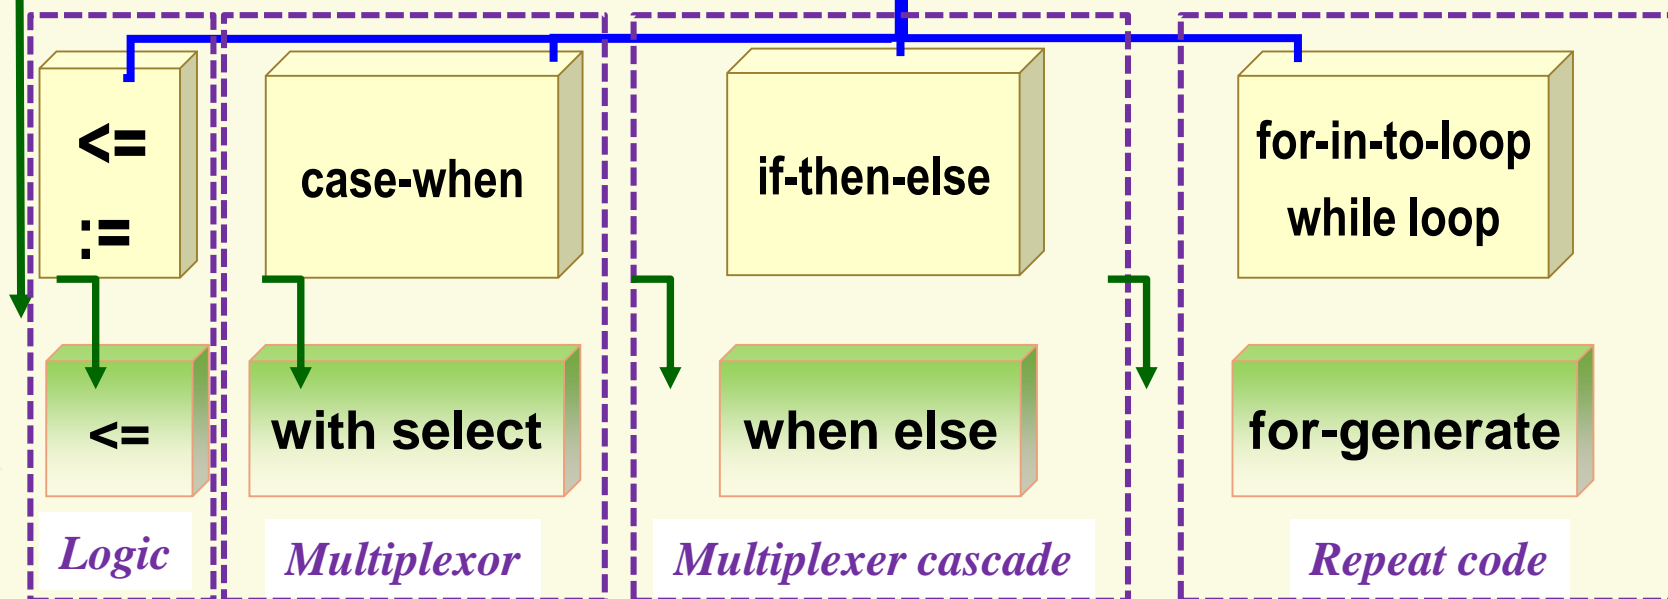 <=
:=
case-when
if-then-else
for-in-to-loop
while loop
<=
with select
when else
for-generate
Logic
Multiplexor
Multiplexer cascade
Repeat code